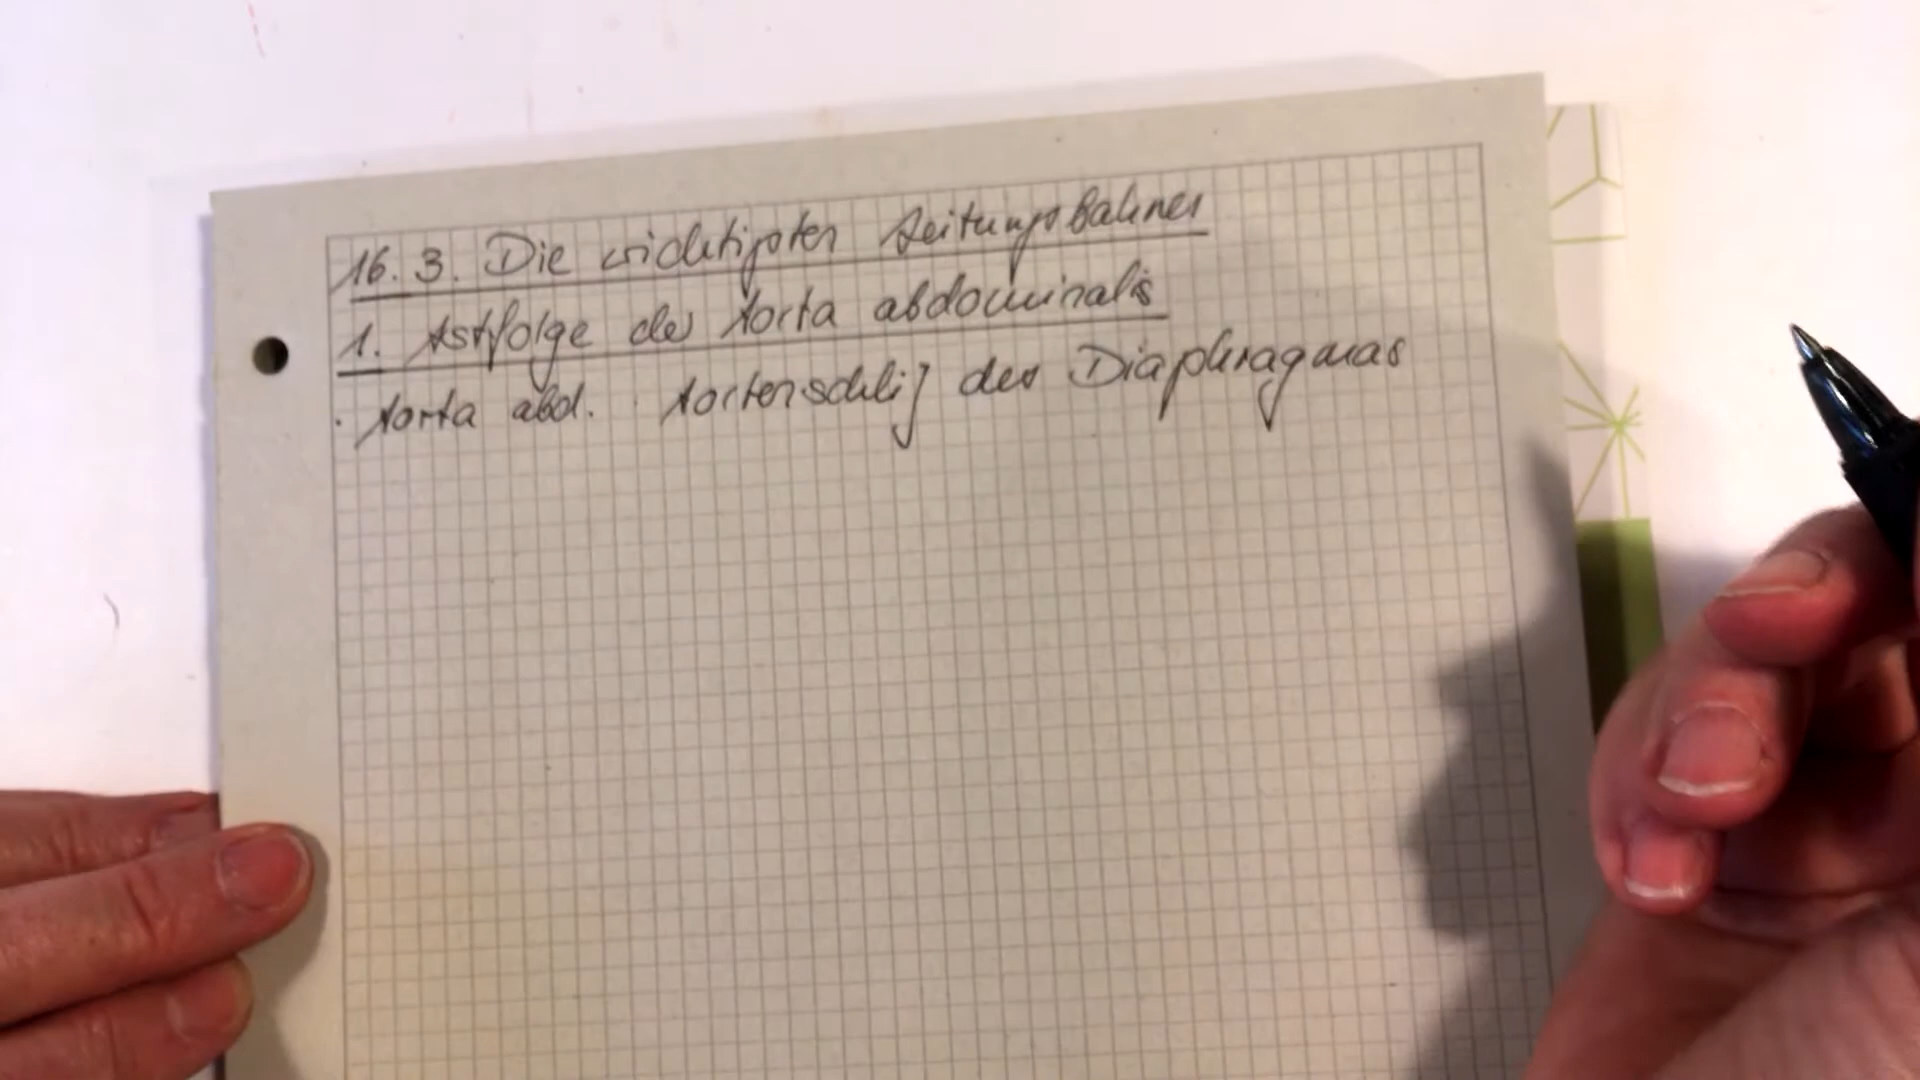 16.3. Die wichtigsten Leitungsbahnen
1. Astfolge der Aorta abdominalis
· Aorta abd. Aortenschlitz des Diaphragmas